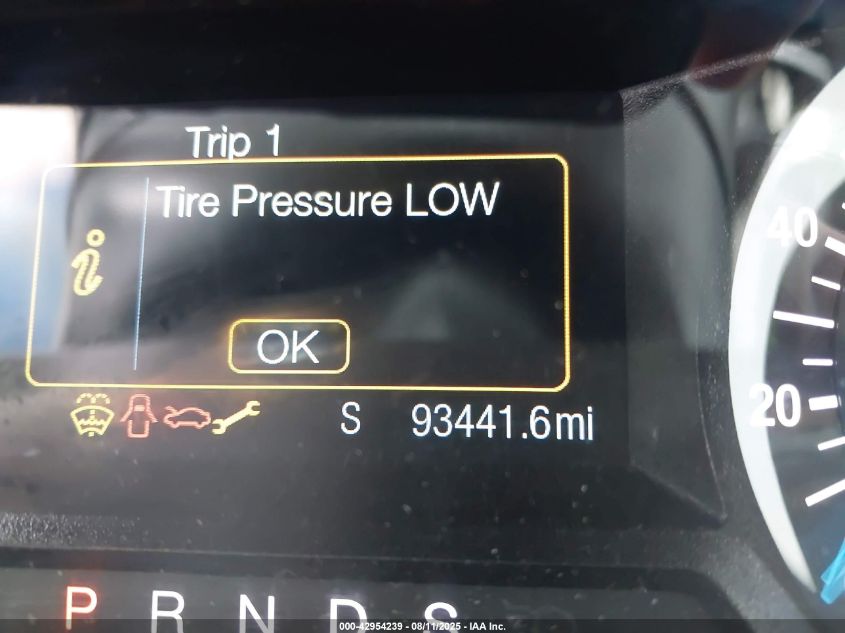 Trip 1
Tire Pressure LOW
i
OK
S 93441.6mi
40
20
P R N D S
000-42954239 - 08/11/2025 - IAA Inc.